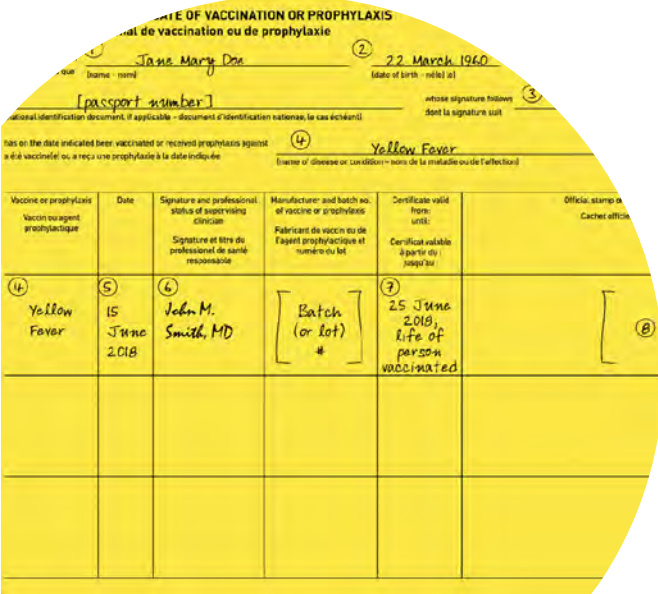 TE OF VACCINATION OR PROPHYLAXIS
nal de vaccination ou de prophylaxie
1 Jane Mary Doe 2 22 March 1960
que (name - nom) (date of birth - né(e) le)
[passport number] whose signature follows 3
national identification document, if applicable - document d'identification nationale, le cas échéant) dont la signature suit
has on the date indicated been vaccinated or received prophylaxis against 4 Yellow Fever
a été vacciné(e) ou a reçu une prophylaxie à la date indiquée (name of disease or condition - nom de la maladie ou de l'affection)
Vaccine or prophylaxis
Vaccin ou agent
prophylactique
Date
Signature and professional
status of supervising
clinician
Signature et titre du
professionel de santé
responsable
Manufacturer and batch no.
of vaccine or prophylaxis
Fabricant du vaccin ou de
l'agent prophylactique et
numéro du lot
Certificate valid
from:
until:
Certificat valable
à partir du :
jusqu'au :
Official stamp o
Cachet officie
4
Yellow
Fever
5
15
June
2018
6
John M.
Smith, MD
Batch
(or lot)
#
7
25 June
2018,
life of
person
vaccinated
8